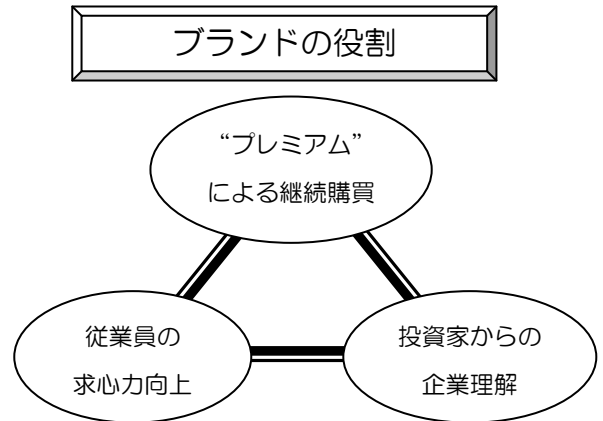 ブランドの役割
“プレミアム”
による継続購買
従業員の
求心力向上
投資家からの
企業理解